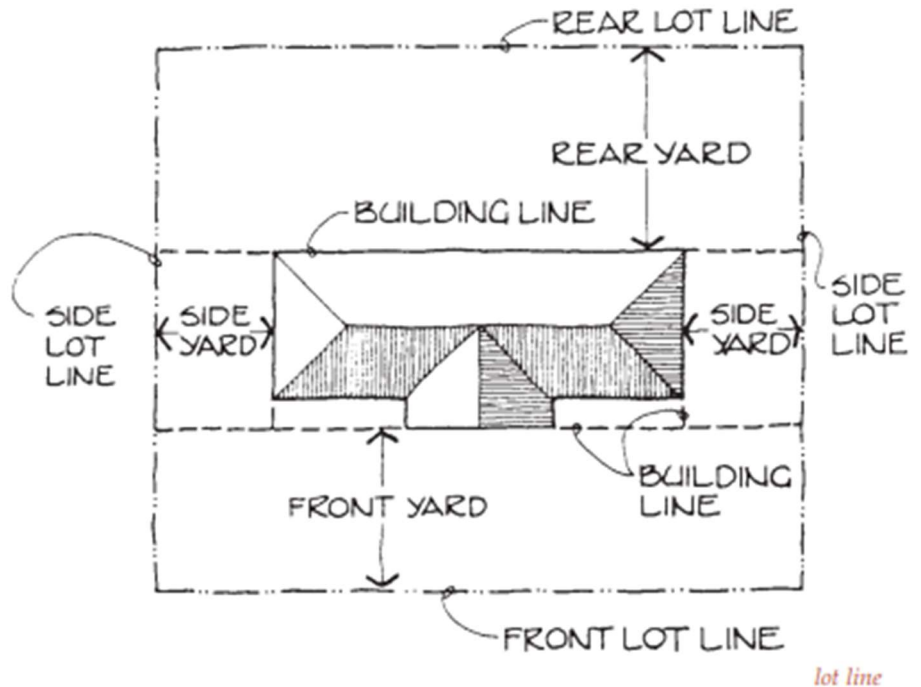 REAR LOT LINE
REAR YARD
BUILDING LINE
SIDE
LOT
LINE
SIDE
YARD
SIDE
YARD
SIDE
LOT
LINE
BUILDING
LINE
FRONT YARD
FRONT LOT LINE
lot line